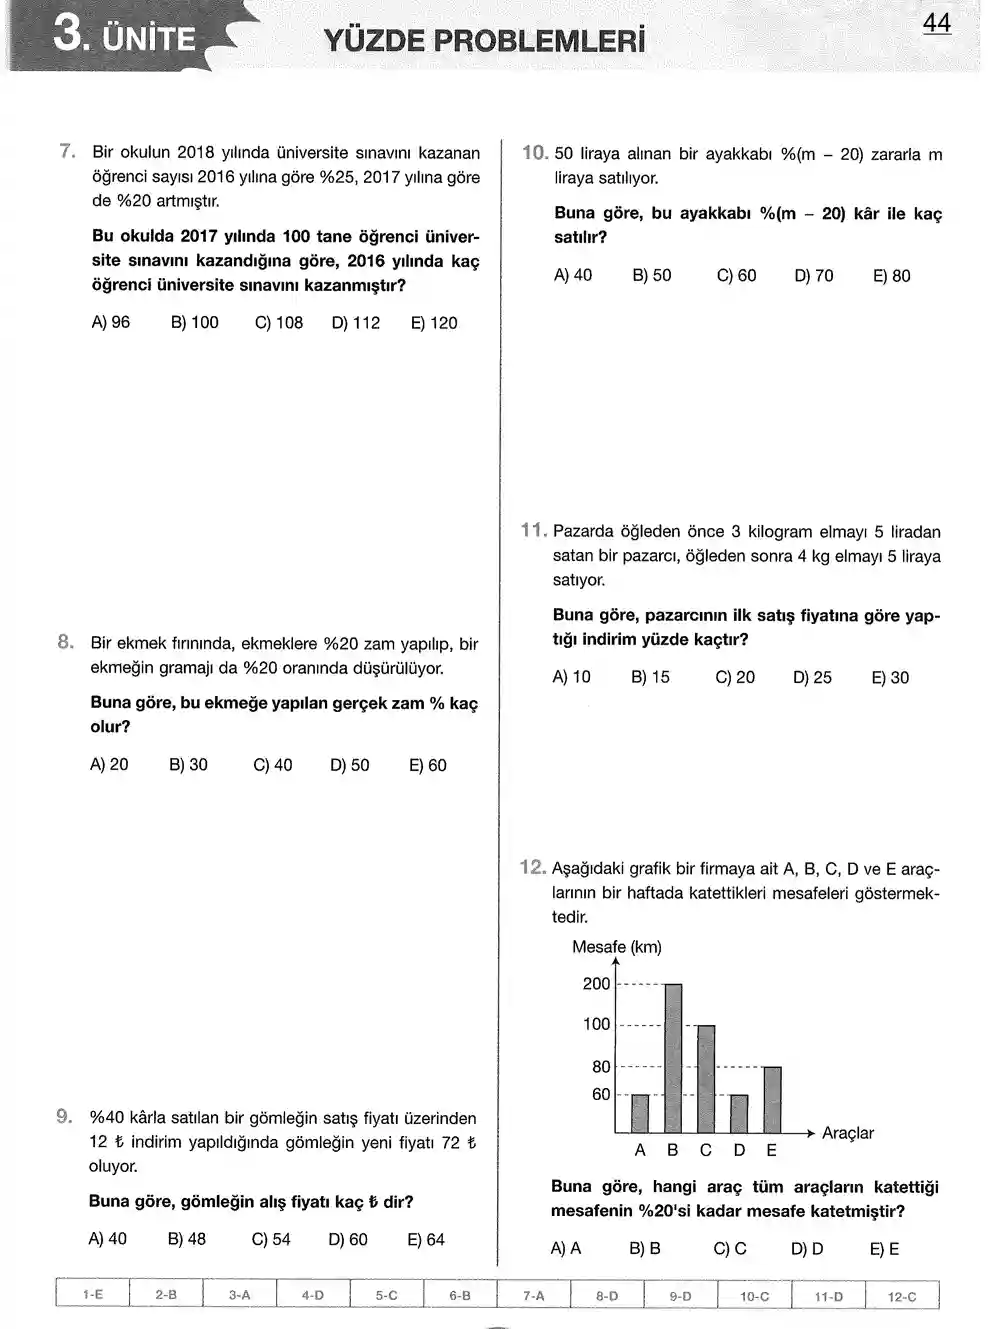 3. ÜNİTE
YÜZDE PROBLEMLERİ
44
7. Bir okulun 2018 yılında üniversite sınavını kazanan
öğrenci sayısı 2016 yılına göre %25, 2017 yılına göre
de %20 artmıştır.
Bu okulda 2017 yılında 100 tane öğrenci üniver-
site sınavını kazandığına göre, 2016 yılında kaç
öğrenci üniversite sınavını kazanmıştır?
A) 96 B) 100 C) 108 D) 112 E) 120
8. Bir ekmek fırınında, ekmeklere %20 zam yapılıp, bir
ekmeğin gramajı da %20 oranında düşürülüyor.
Buna göre, bu ekmeğe yapılan gerçek zam % kaç
olur?
A) 20 B) 30 C) 40 D) 50 E) 60
9. %40 kârla satılan bir gömleğin satış fiyatı üzerinden
12 ₺ indirim yapıldığında gömleğin yeni fiyatı 72 ₺
oluyor.
Buna göre, gömleğin alış fiyatı kaç ₺ dir?
A) 40 B) 48 C) 54 D) 60 E) 64
10. 50 liraya alınan bir ayakkabı %(m – 20) zararla m
liraya satılıyor.
Buna göre, bu ayakkabı %(m – 20) kâr ile kaç
satılır?
A) 40 B) 50 C) 60 D) 70 E) 80
11. Pazarda öğleden önce 3 kilogram elmayı 5 liradan
satan bir pazarcı, öğleden sonra 4 kg elmayı 5 liraya
satıyor.
Buna göre, pazarcının ilk satış fiyatına göre yap-
tığı indirim yüzde kaçtır?
A) 10 B) 15 C) 20 D) 25 E) 30
12. Aşağıdaki grafik bir firmaya ait A, B, C, D ve E araç-
larının bir haftada katettikleri mesafeleri göstermek-
tedir.
Mesafe (km)
200
100
80
60
Araçlar
A B C D E
Buna göre, hangi araç tüm araçların katettiği
mesafenin %20'si kadar mesafe katetmiştir?
A) A B) B C) C D) D E) E
1-E 2-B 3-A 4-D 5-C 6-B 7-A 8-D 9-D 10-C 11-D 12-C